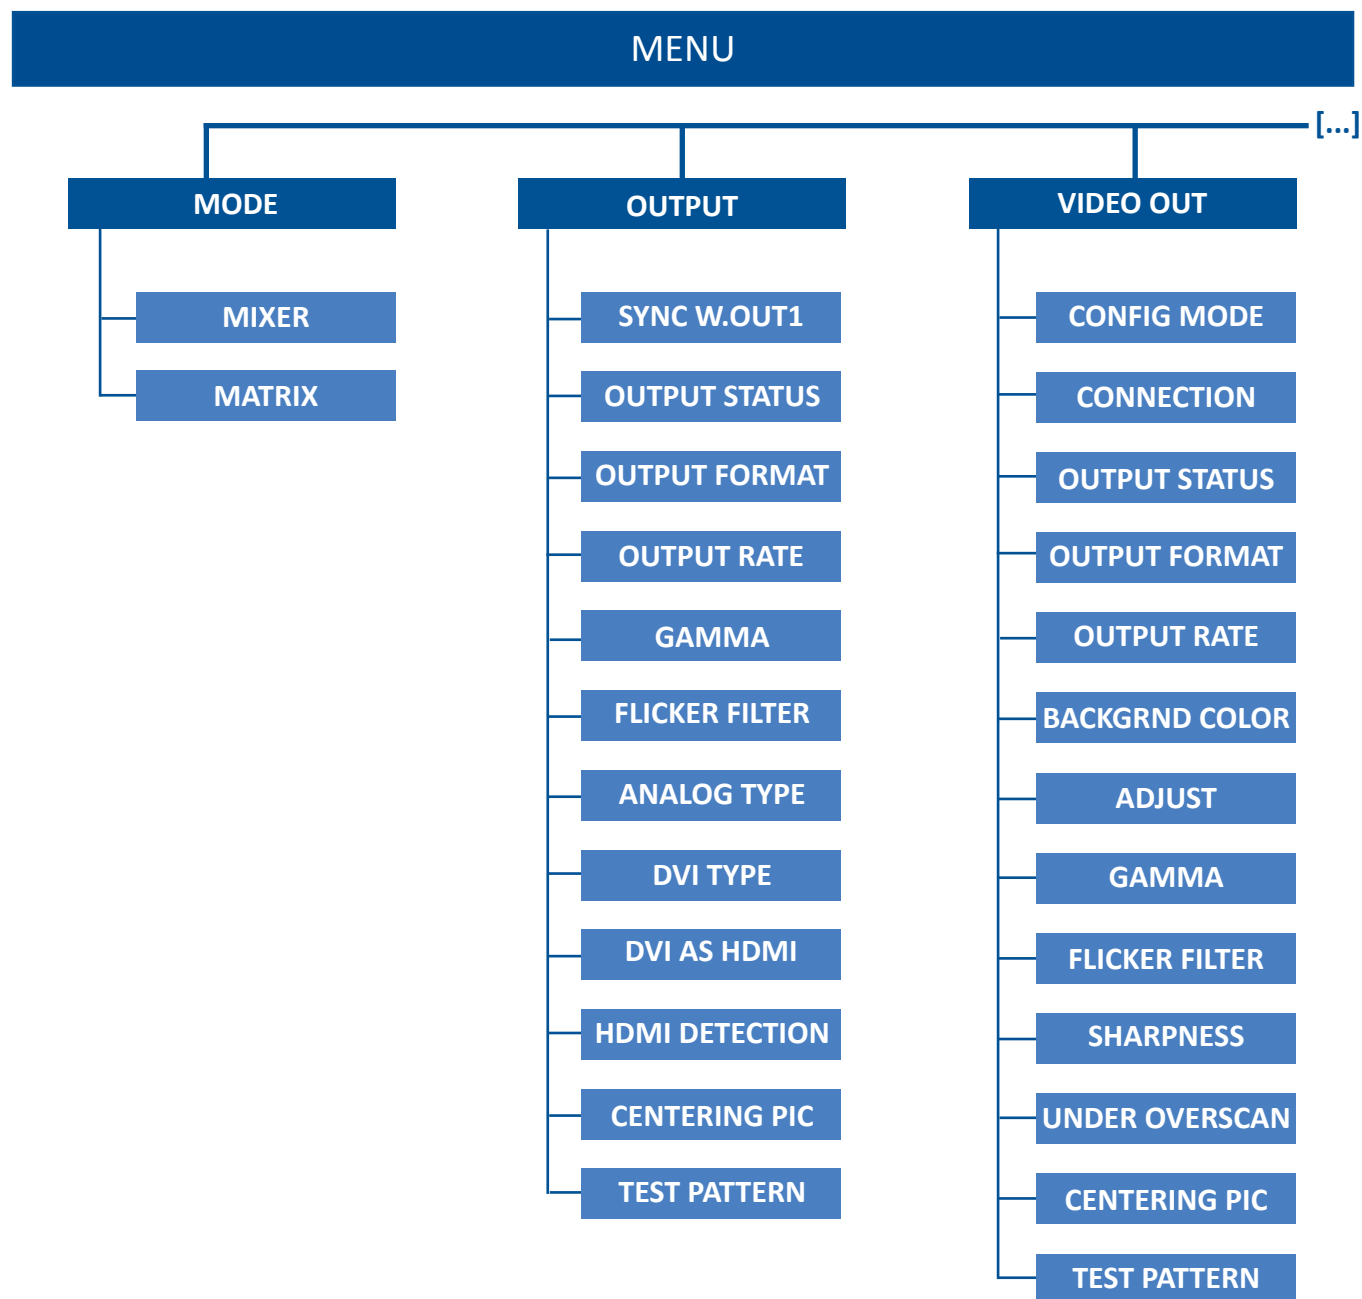 MENU
[...]
MODE
MIXER
MATRIX
OUTPUT
SYNC W.OUT1
OUTPUT STATUS
OUTPUT FORMAT
OUTPUT RATE
GAMMA
FLICKER FILTER
ANALOG TYPE
DVI TYPE
DVI AS HDMI
HDMI DETECTION
CENTERING PIC
TEST PATTERN
VIDEO OUT
CONFIG MODE
CONNECTION
OUTPUT STATUS
OUTPUT FORMAT
OUTPUT RATE
BACKGRND COLOR
ADJUST
GAMMA
FLICKER FILTER
SHARPNESS
UNDER OVERSCAN
CENTERING PIC
TEST PATTERN